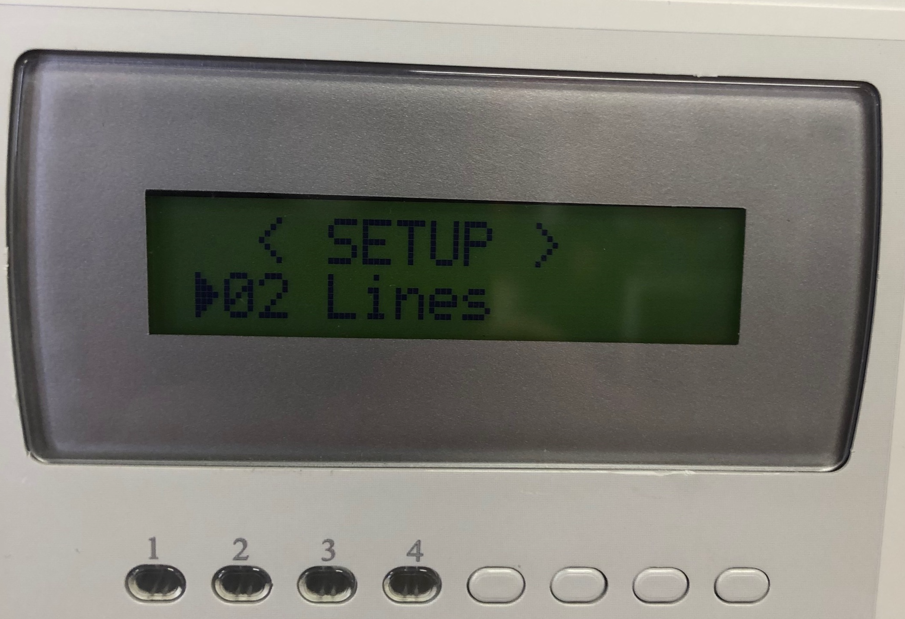 < SETUP >
▶02 Lines
1 2 3 4